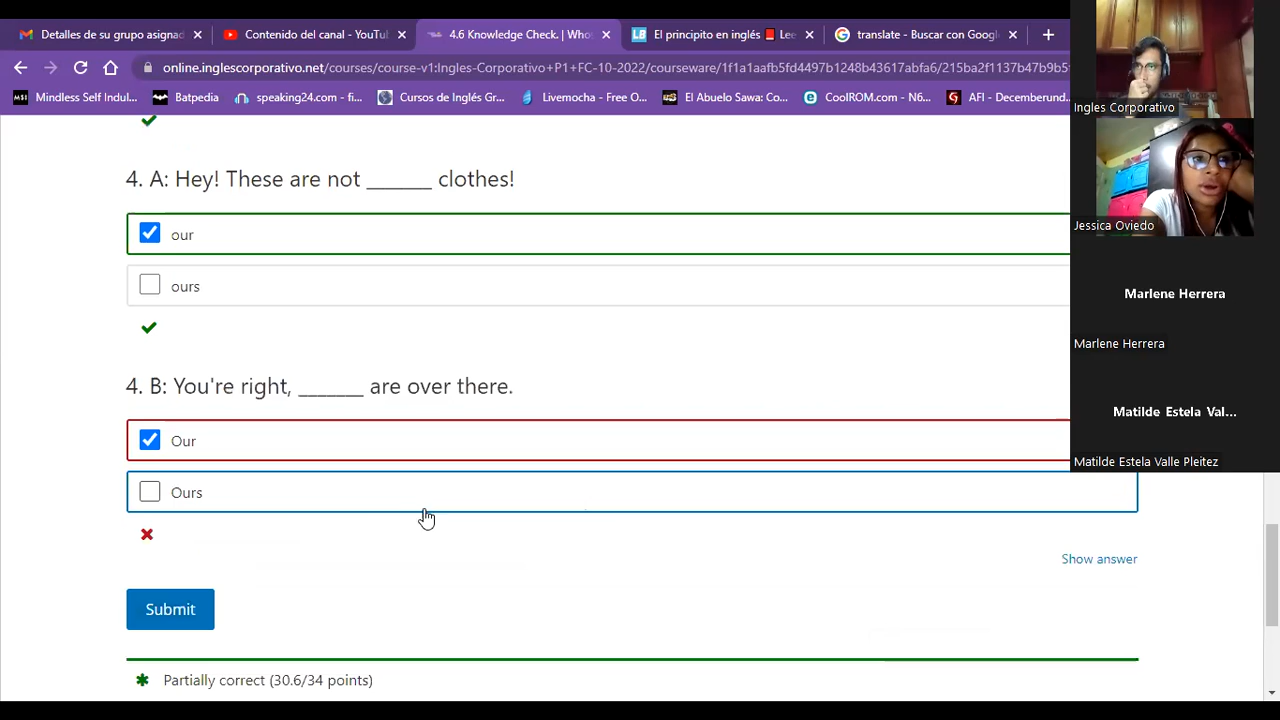 Detalles de su grupo asignad
Contenido del canal - YouTu
4.6 Knowledge Check. | Who
El principito en inglés 📕 Lee
translate - Buscar con Googl
online.inglescorporativo.net/courses/course-v1:Ingles-Corporativo+P1+FC-10-2022/courseware/1f1a1aafb5fd4497b1248b43617abfa6/215ba2f1137b47b9b5
Mindless Self Indul...
Batpedia
speaking24.com - fi...
Cursos de Inglés Gr...
Livemocha - Free O...
El Abuelo Sawa: Co...
CoolROM.com - N6...
AFI - Decemberund.
4. A: Hey! These are not _______ clothes!
our
ours
4. B: You're right, _______ are over there.
Our
Ours
Show answer
Submit
Partially correct (30.6/34 points)
Ingles Corporativo
Jessica Oviedo
Marlene Herrera
Marlene Herrera
Matilde Estela Val...
Matilde Estela Valle Pleitez